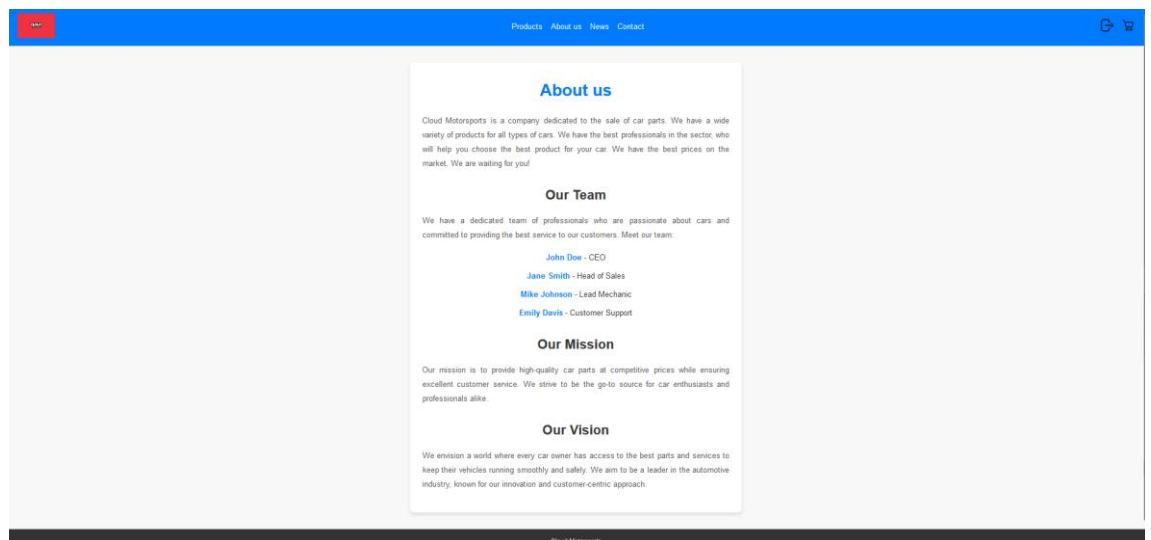 Products About us News Contact
About us
Cloud Motorsports is a company dedicated to the sale of car parts. We have a wide
variety of products for all types of cars. We have the best professionals in the sector, who
will help you choose the best product for your car. We have the best prices on the
market. We are waiting for you!
Our Team
We have a dedicated team of professionals who are passionate about cars and
committed to providing the best service to our customers. Meet our team:
John Doe - CEO
Jane Smith - Head of Sales
Mike Johnson - Lead Mechanic
Emily Davis - Customer Support
Our Mission
Our mission is to provide high-quality car parts at competitive prices while ensuring
excellent customer service. We strive to be the go-to source for car enthusiasts and
professionals alike.
Our Vision
We envision a world where every car owner has access to the best parts and services to
keep their vehicles running smoothly and safely. We aim to be a leader in the automotive
industry, known for our innovation and customer-centric approach.